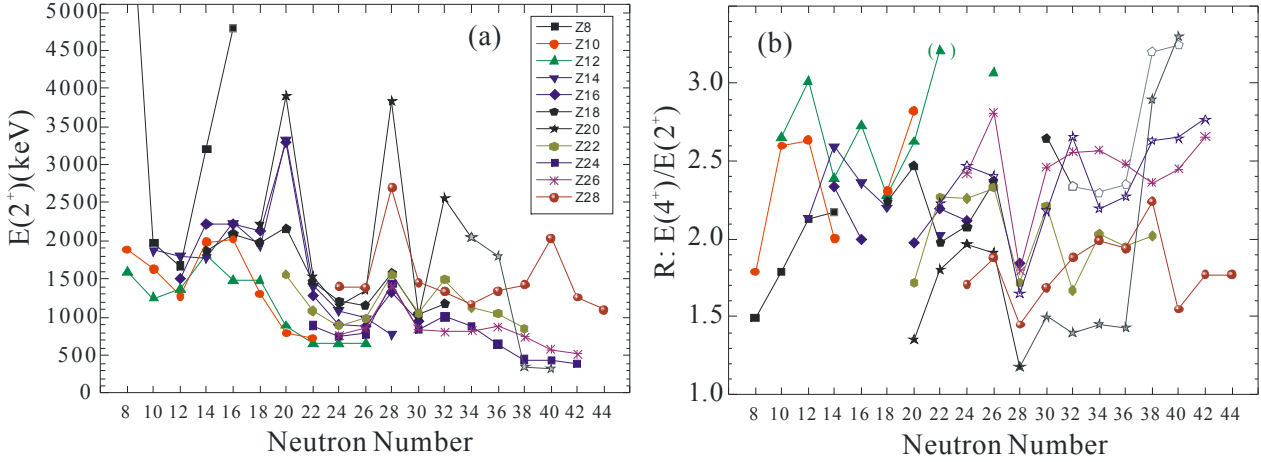 (a)
E(2+)(keV)
5000
4500
4000
3500
3000
2500
2000
1500
1000
500
0
8 10 12 14 16 18 20 22 24 26 28 30 32 34 36 38 40 42 44
Neutron Number
Z8
Z10
Z12
Z14
Z16
Z18
Z20
Z22
Z24
Z26
Z28
(b)
R: E(4+)/E(2+)
3.0
2.5
2.0
1.5
1.0
( )
8 10 12 14 16 18 20 22 24 26 28 30 32 34 36 38 40 42 44
Neutron Number